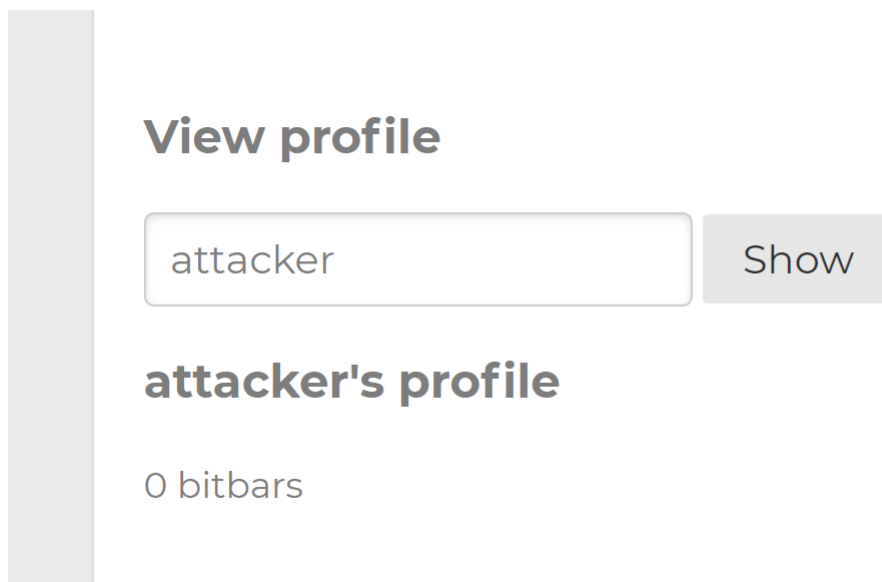 View profile
attacker Show
attacker's profile
0 bitbars